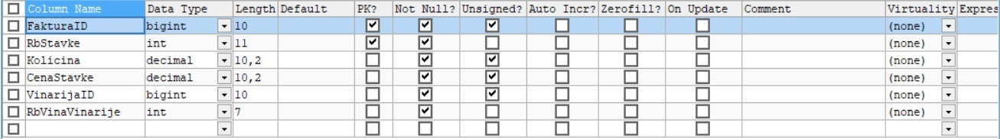 Column Name Data Type Length Default PK? Not Null? Unsigned? Auto Incr? Zerofill? On Update Comment Virtuality Expres
FakturaID bigint 10 (none)
RbStavke int 11 (none)
Kolicina decimal 10,2 (none)
CenaStavke decimal 10,2 (none)
VinarijaID bigint 10 (none)
RbVinaVinarije int 7 (none)